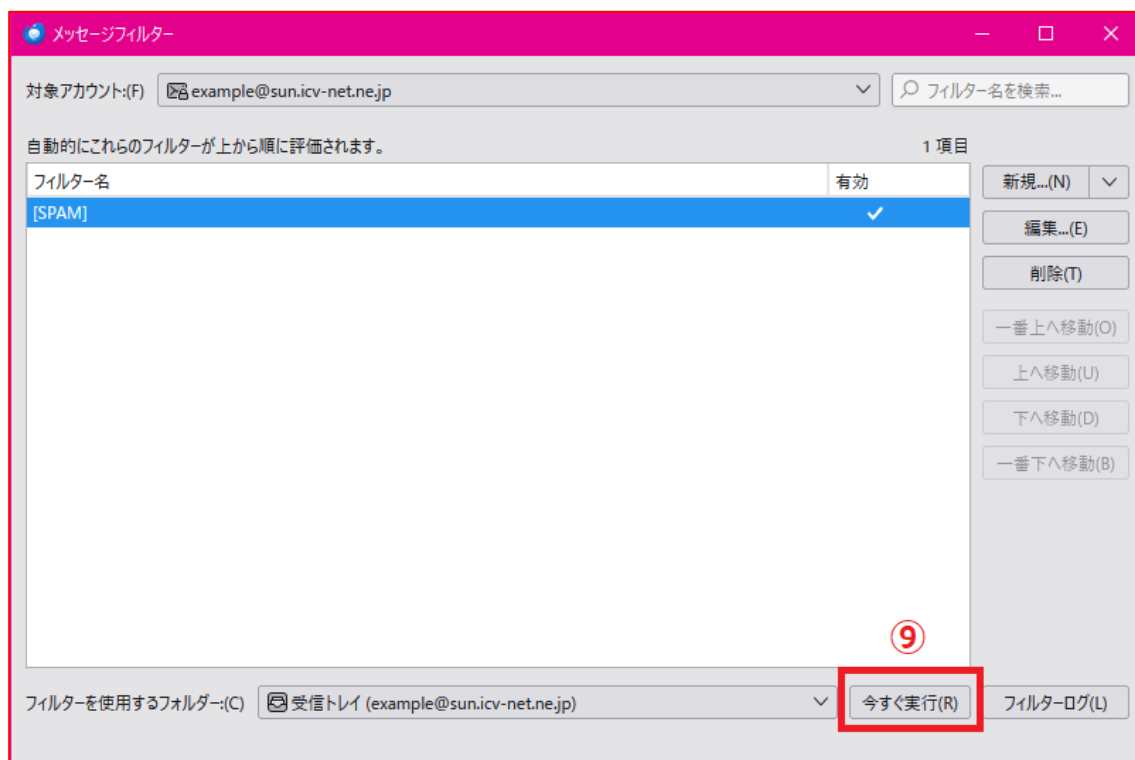 メッセージフィルター
対象アカウント:(F) example@sun.icv-net.ne.jp フィルター名を検索...
自動的にこれらのフィルターが上から順に評価されます。 1 項目
フィルター名 有効
[SPAM]
新規...(N)
編集...(E)
削除(T)
一番上へ移動(O)
上へ移動(U)
下へ移動(D)
一番下へ移動(B)
⑨
フィルターを使用するフォルダー:(C) 受信トレイ (example@sun.icv-net.ne.jp) 今すぐ実行(R) フィルターログ(L)